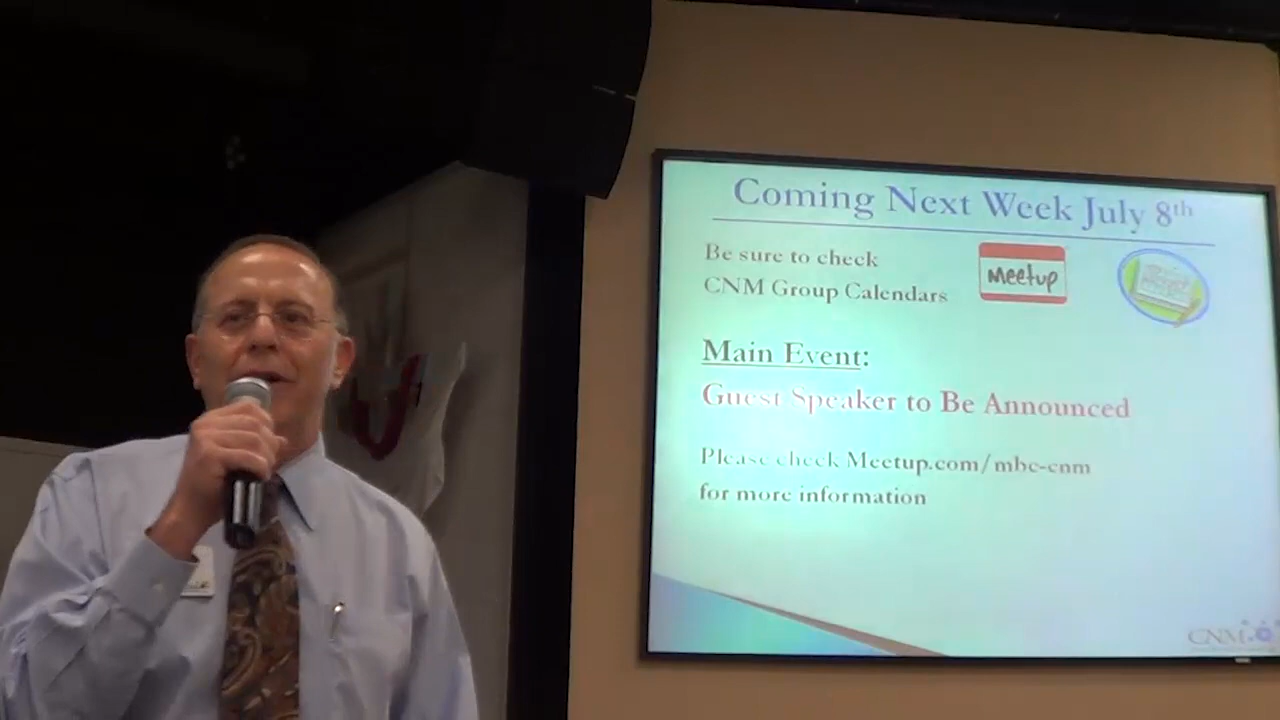 Coming Next Week July 8th
Be sure to check
CNM Group Calendars
Meetup
Main Event:
Guest Speaker to Be Announced
Please check Meetup.com/mbc-cnm
for more information
CNM